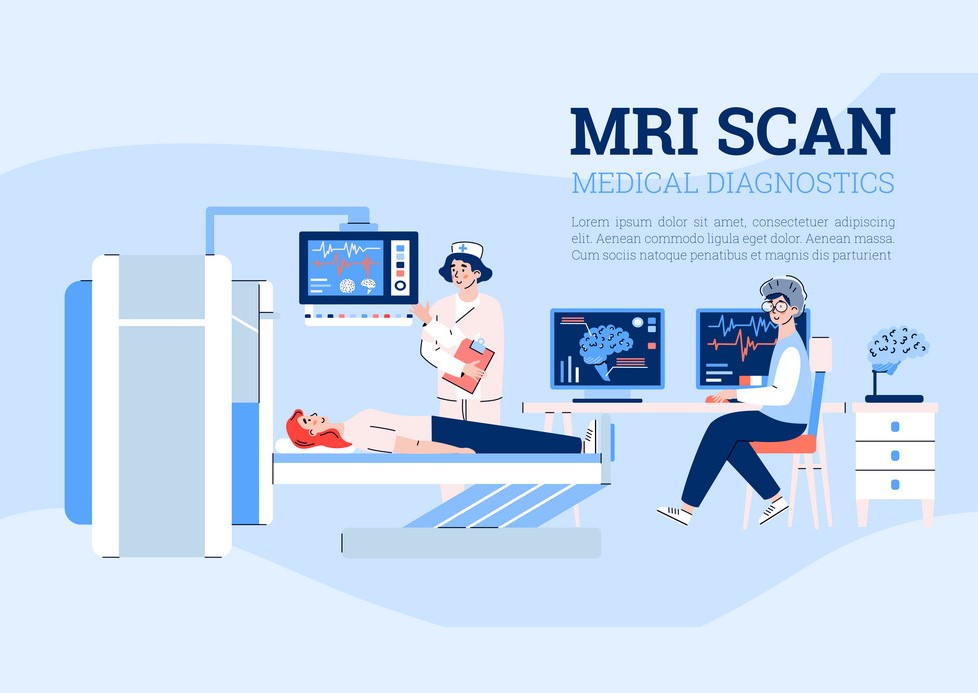 MRI SCAN
MEDICAL DIAGNOSTICS
Lorem ipsum dolor sit amet, consectetuer adipiscing
elit. Aenean commodo ligula eget dolor. Aenean massa.
Cum sociis natoque penatibus et magnis dis parturient